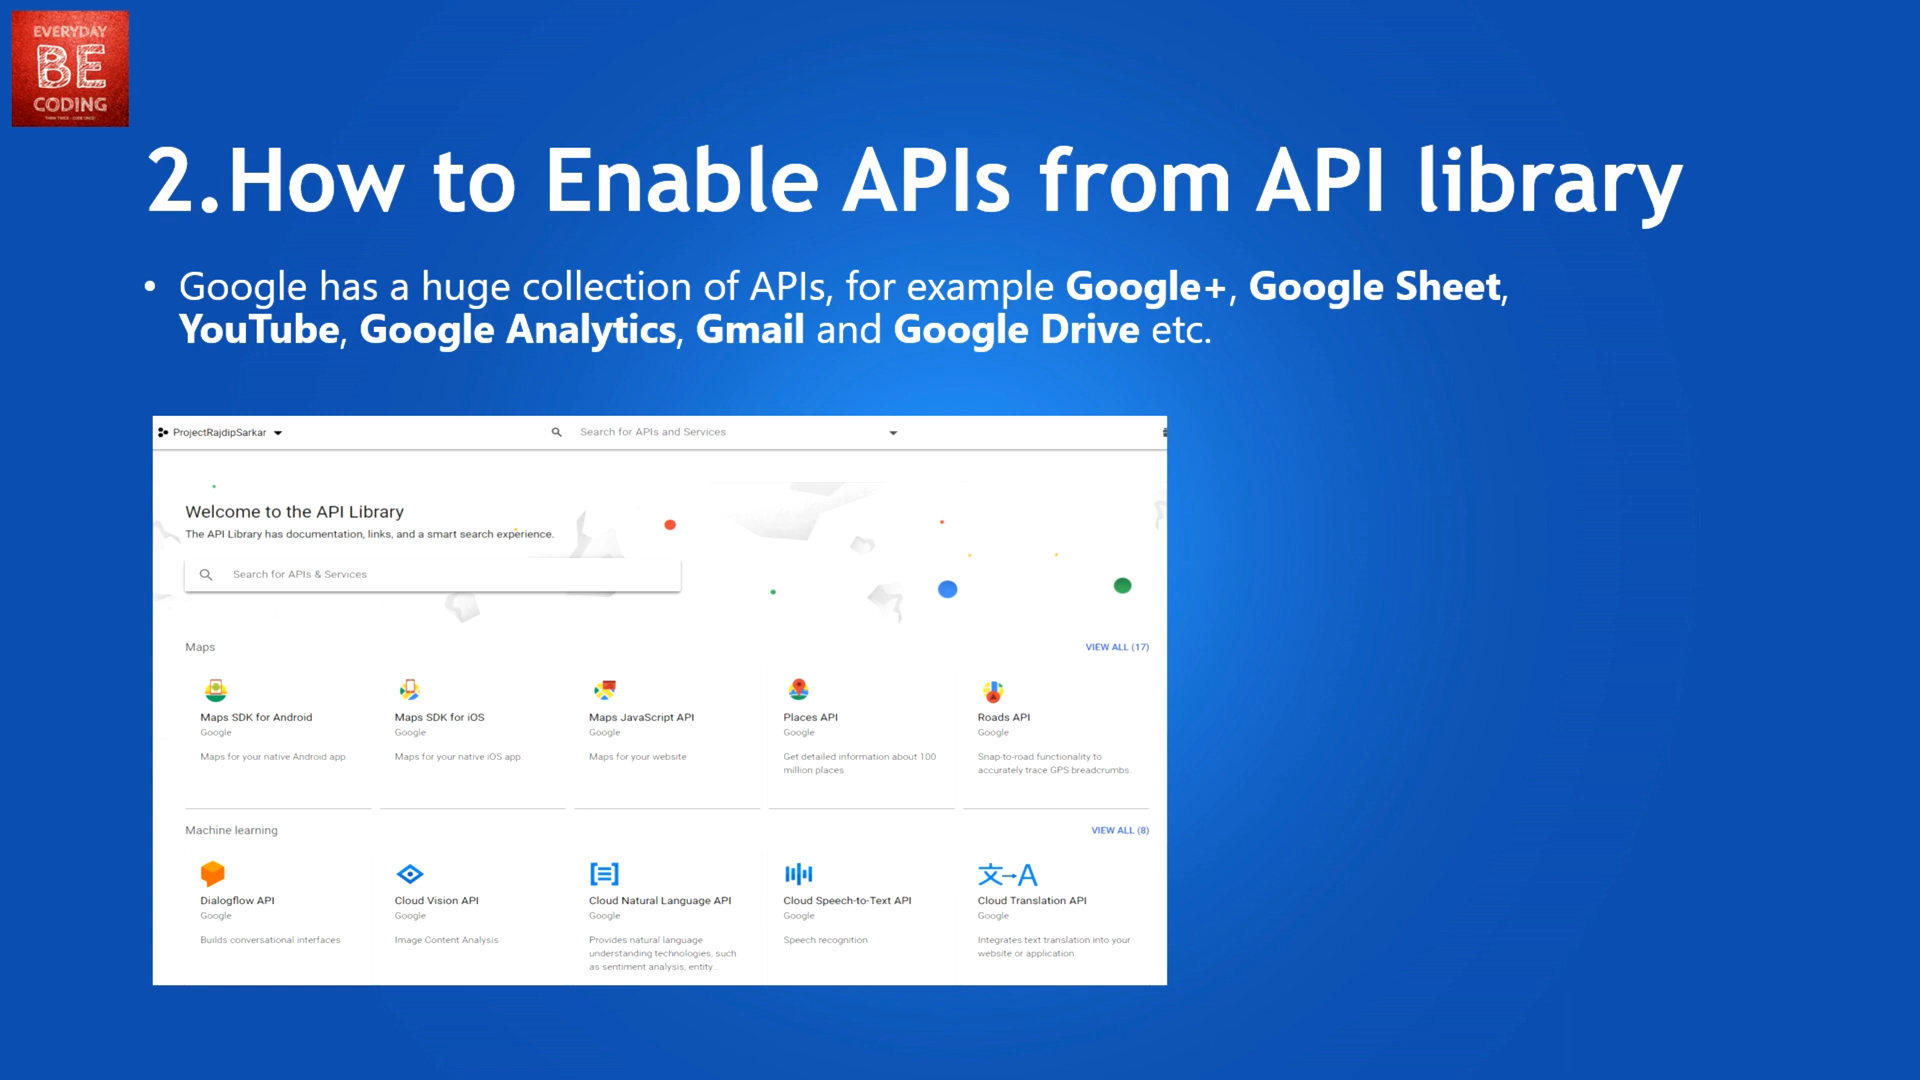 EVERYDAY
BE
CODING
2.How to Enable APIs from API library
• Google has a huge collection of APIs, for example Google+, Google Sheet,
YouTube, Google Analytics, Gmail and Google Drive etc.
ProjectRajdipSarkar
Search for APIs and Services
Welcome to the API Library
The API Library has documentation, links, and a smart search experience.
Search for APIs & Services
Maps
VIEW ALL (17)
Maps SDK for Android
Google
Maps for your native Android app.
Maps SDK for iOS
Google
Maps for your native iOS app.
Maps JavaScript API
Google
Maps for your website
Places API
Google
Get detailed information about 100
million places
Roads API
Google
Snap-to-road functionality to
accurately trace GPS breadcrumbs.
Machine learning
VIEW ALL (8)
Dialogflow API
Google
Builds conversational interfaces
Cloud Vision API
Google
Image Content Analysis
Cloud Natural Language API
Google
Provides natural language
understanding technologies, such
as sentiment analysis, entity...
Cloud Speech-to-Text API
Google
Speech recognition
文→A
Cloud Translation API
Google
Integrates text translation into your
website or application.